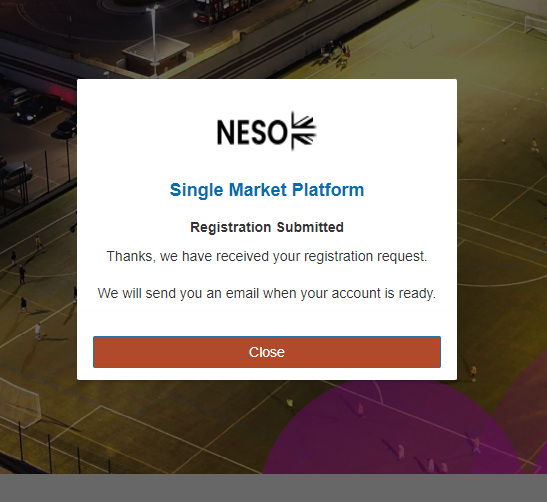 NESO
Single Market Platform
Registration Submitted
Thanks, we have received your registration request.
We will send you an email when your account is ready.
Close